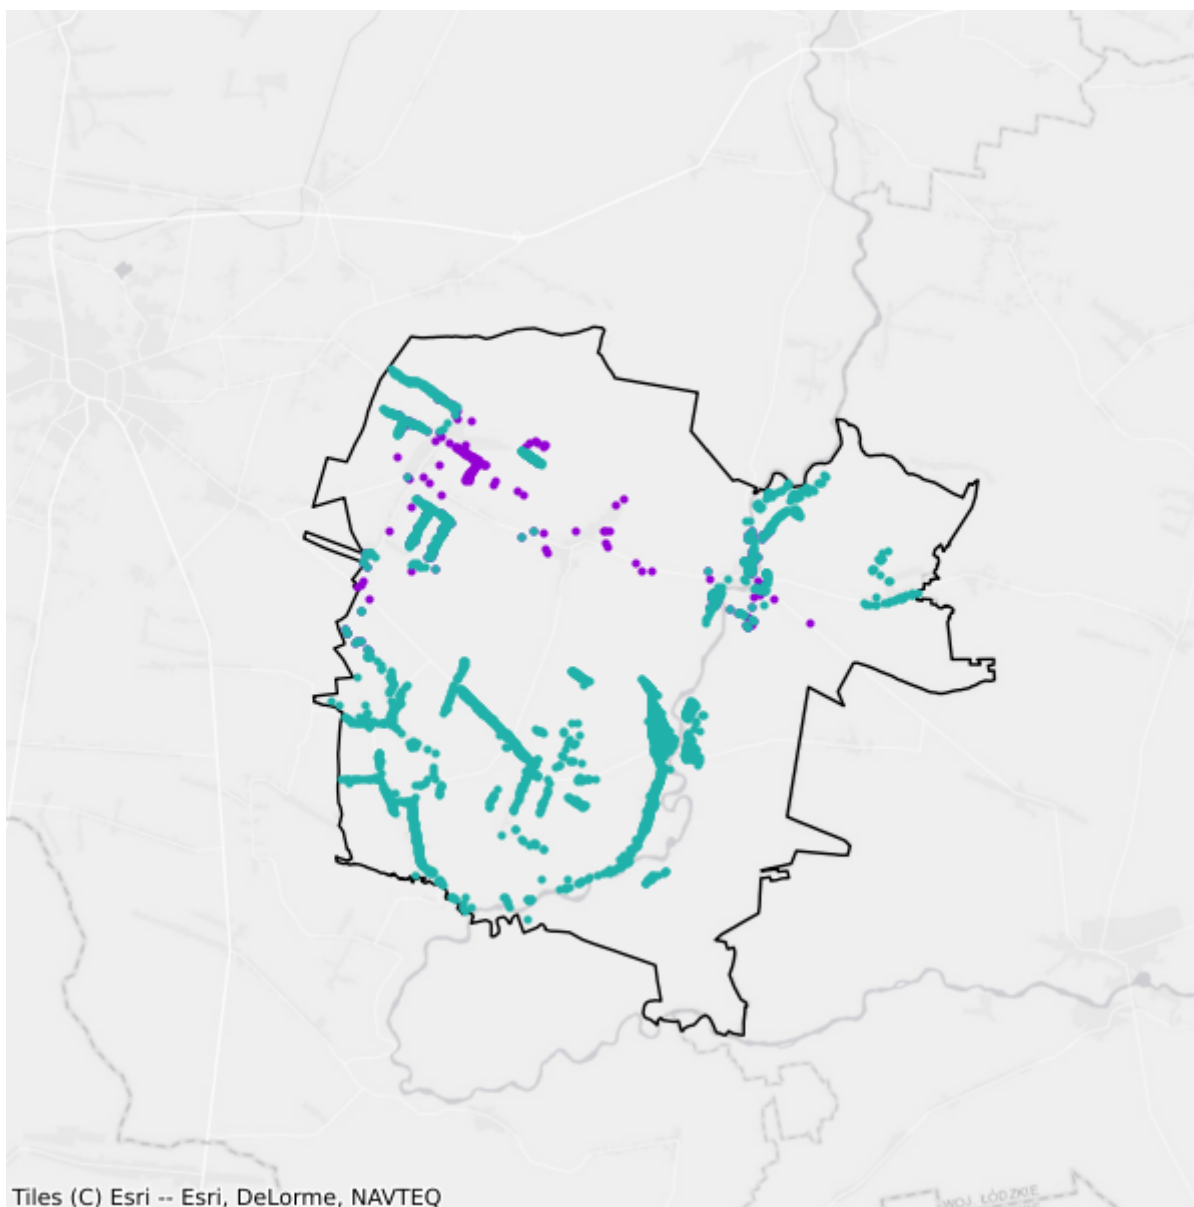 WOJ. ŁÓDZKIE
Tiles (C) Esri -- Esri, DeLorme, NAVTEQ